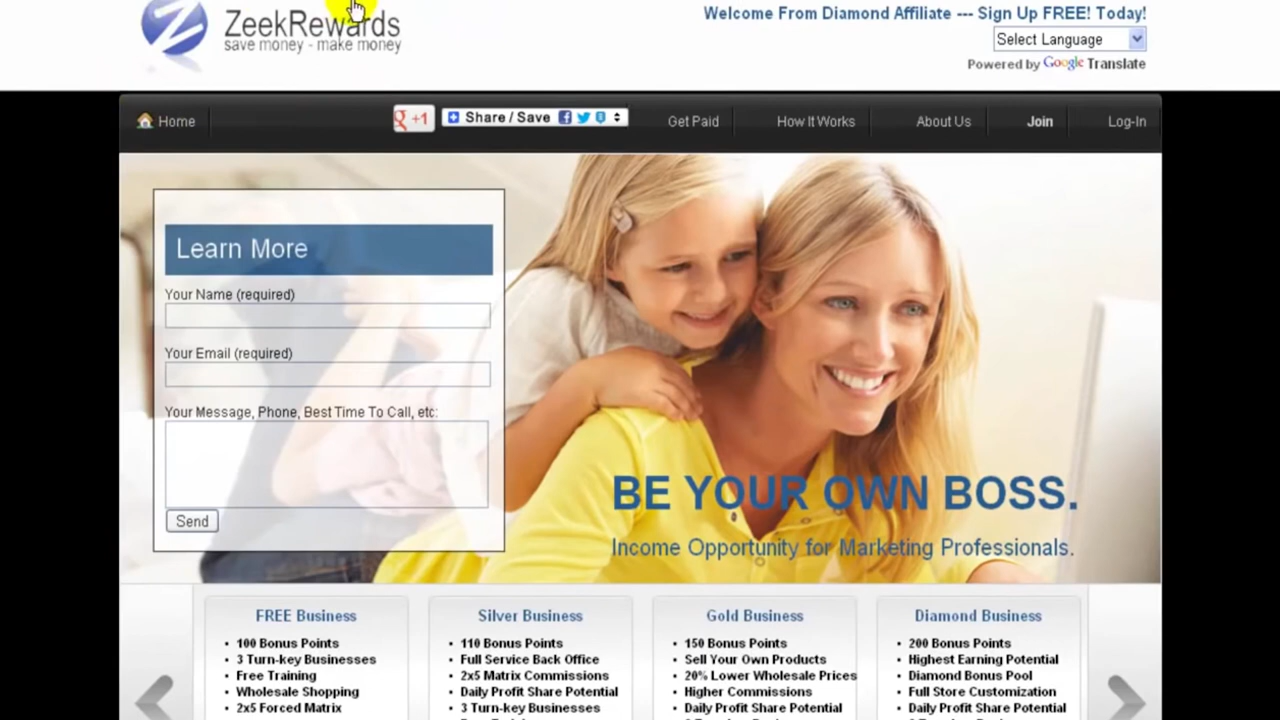 ZeekRewards
save money - make money
Welcome From Diamond Affiliate --- Sign Up FREE! Today!
Select Language
Powered by Google Translate
Home
g +1
Share / Save
Get Paid
How It Works
About Us
Join
Log-In
Learn More
Your Name (required)
Your Email (required)
Your Message, Phone, Best Time To Call, etc:
Send
BE YOUR OWN BOSS.
Income Opportunity for Marketing Professionals.
FREE Business
• 100 Bonus Points
• 3 Turn-key Businesses
• Free Training
• Wholesale Shopping
• 2x5 Forced Matrix
Silver Business
• 110 Bonus Points
• Full Service Back Office
• 2x5 Matrix Commissions
• Daily Profit Share Potential
• 3 Turn-key Businesses
Gold Business
• 150 Bonus Points
• Sell Your Own Products
• 20% Lower Wholesale Prices
• Higher Commissions
• Daily Profit Share Potential
Diamond Business
• 200 Bonus Points
• Highest Earning Potential
• Diamond Bonus Pool
• Full Store Customization
• Daily Profit Share Potential